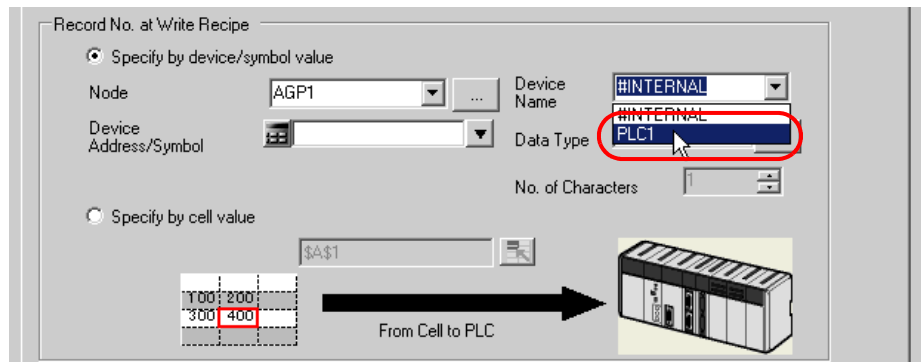 Record No. at Write Recipe
Specify by device/symbol value
Node
AGP1
...
Device
Name
#INTERNAL
#INTERNAL
PLC1
Device
Address/Symbol
Data Type
No. of Characters
1
Specify by cell value
$A$1
100 200
300 400
From Cell to PLC